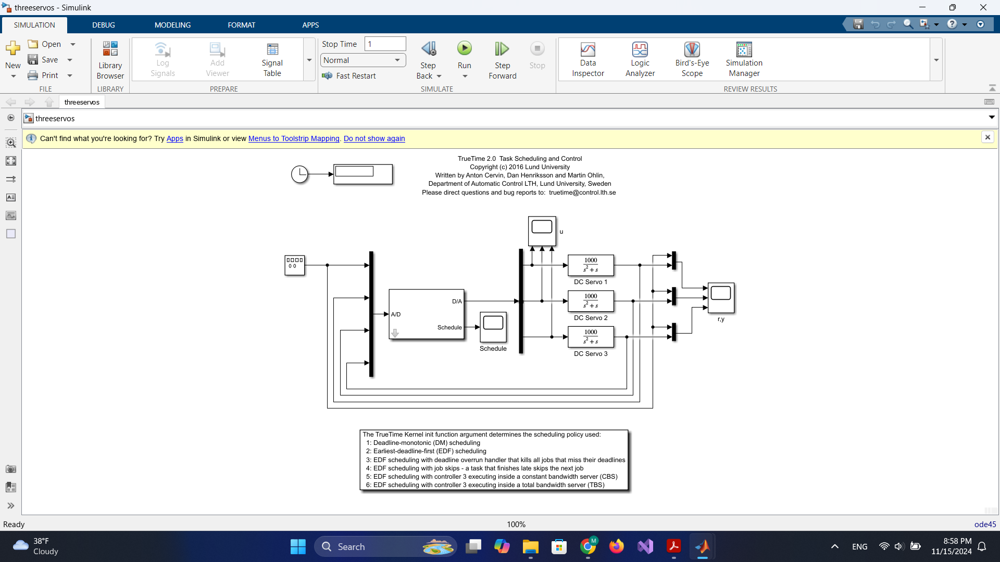 threeservos - Simulink
SIMULATION DEBUG MODELING FORMAT APPS
New
Open
Save
Print
FILE
Library Browser
LIBRARY
Log Signals
Add Viewer
Signal Table
PREPARE
Stop Time 1
Normal
Fast Restart
Step Back
Run
Step Forward
Stop
SIMULATE
Data Inspector
Logic Analyzer
Bird's-Eye Scope
Simulation Manager
REVIEW RESULTS
threeservos
threeservos
Can't find what you're looking for? Try Apps in Simulink or view Menus to Toolstrip Mapping. Do not show again
TrueTime 2.0 Task Scheduling and Control
Copyright (c) 2016 Lund University
Written by Anton Cervin, Dan Henriksson and Martin Ohlin,
Department of Automatic Control LTH, Lund University, Sweden
Please direct questions and bug reports to: truetime@control.lth.se
u
1000
s² + s
DC Servo 1
D/A
A/D
Schedule
Schedule
1000
s² + s
DC Servo 2
1000
s² + s
DC Servo 3
r,y
The TrueTime Kernel init function argument determines the scheduling policy used:
1: Deadline-monotonic (DM) scheduling
2: Earliest-deadline-first (EDF) scheduling
3: EDF scheduling with deadline overrun handler that kills all jobs that miss their deadlines
4: EDF scheduling with job skips - a task that finishes late skips the next job
5: EDF scheduling with controller 3 executing inside a constant bandwidth server (CBS)
6: EDF scheduling with controller 3 executing inside a total bandwidth server (TBS)
Ready 100% ode45
38°F
Cloudy
Search
M
ENG
8:58 PM
11/15/2024